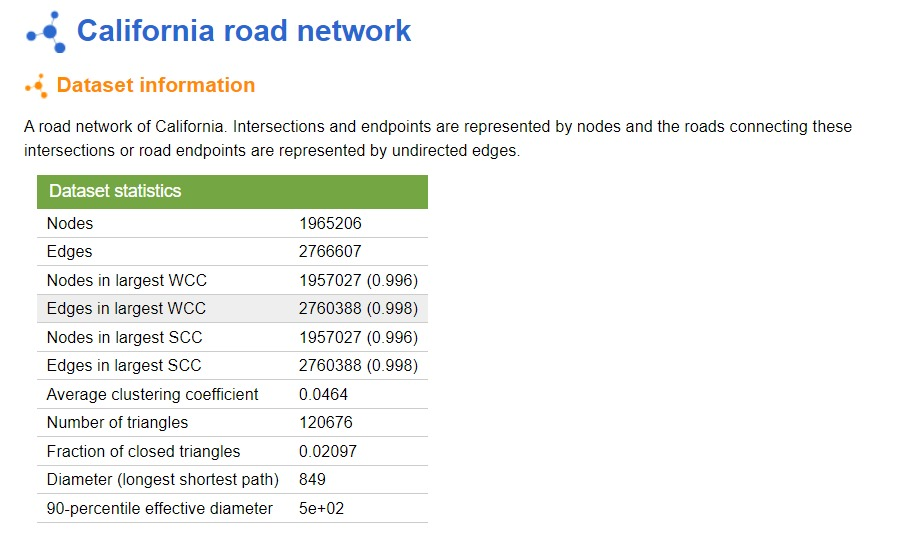 California road network
Dataset information
A road network of California. Intersections and endpoints are represented by nodes and the roads connecting these
intersections or road endpoints are represented by undirected edges.
Dataset statistics
Nodes 1965206
Edges 2766607
Nodes in largest WCC 1957027 (0.996)
Edges in largest WCC 2760388 (0.998)
Nodes in largest SCC 1957027 (0.996)
Edges in largest SCC 2760388 (0.998)
Average clustering coefficient 0.0464
Number of triangles 120676
Fraction of closed triangles 0.02097
Diameter (longest shortest path) 849
90-percentile effective diameter 5e+02